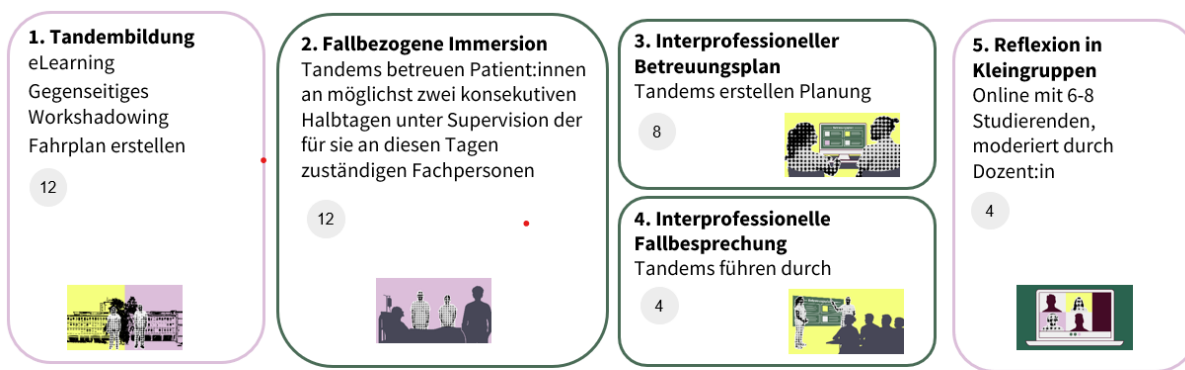 1. Tandembildung
eLearning
Gegenseitiges
Workshadowing
Fahrplan erstellen
12
2. Fallbezogene Immersion
Tandems betreuen Patient:innen
an möglichst zwei konsekutiven
Halbtagen unter Supervision der
für sie an diesen Tagen
zuständigen Fachpersonen
12
3. Interprofessioneller
Betreuungsplan
Tandems erstellen Planung
8
4. Interprofessionelle
Fallbesprechung
Tandems führen durch
4
5. Reflexion in
Kleingruppen
Online mit 6-8
Studierenden,
moderiert durch
Dozent:in
4